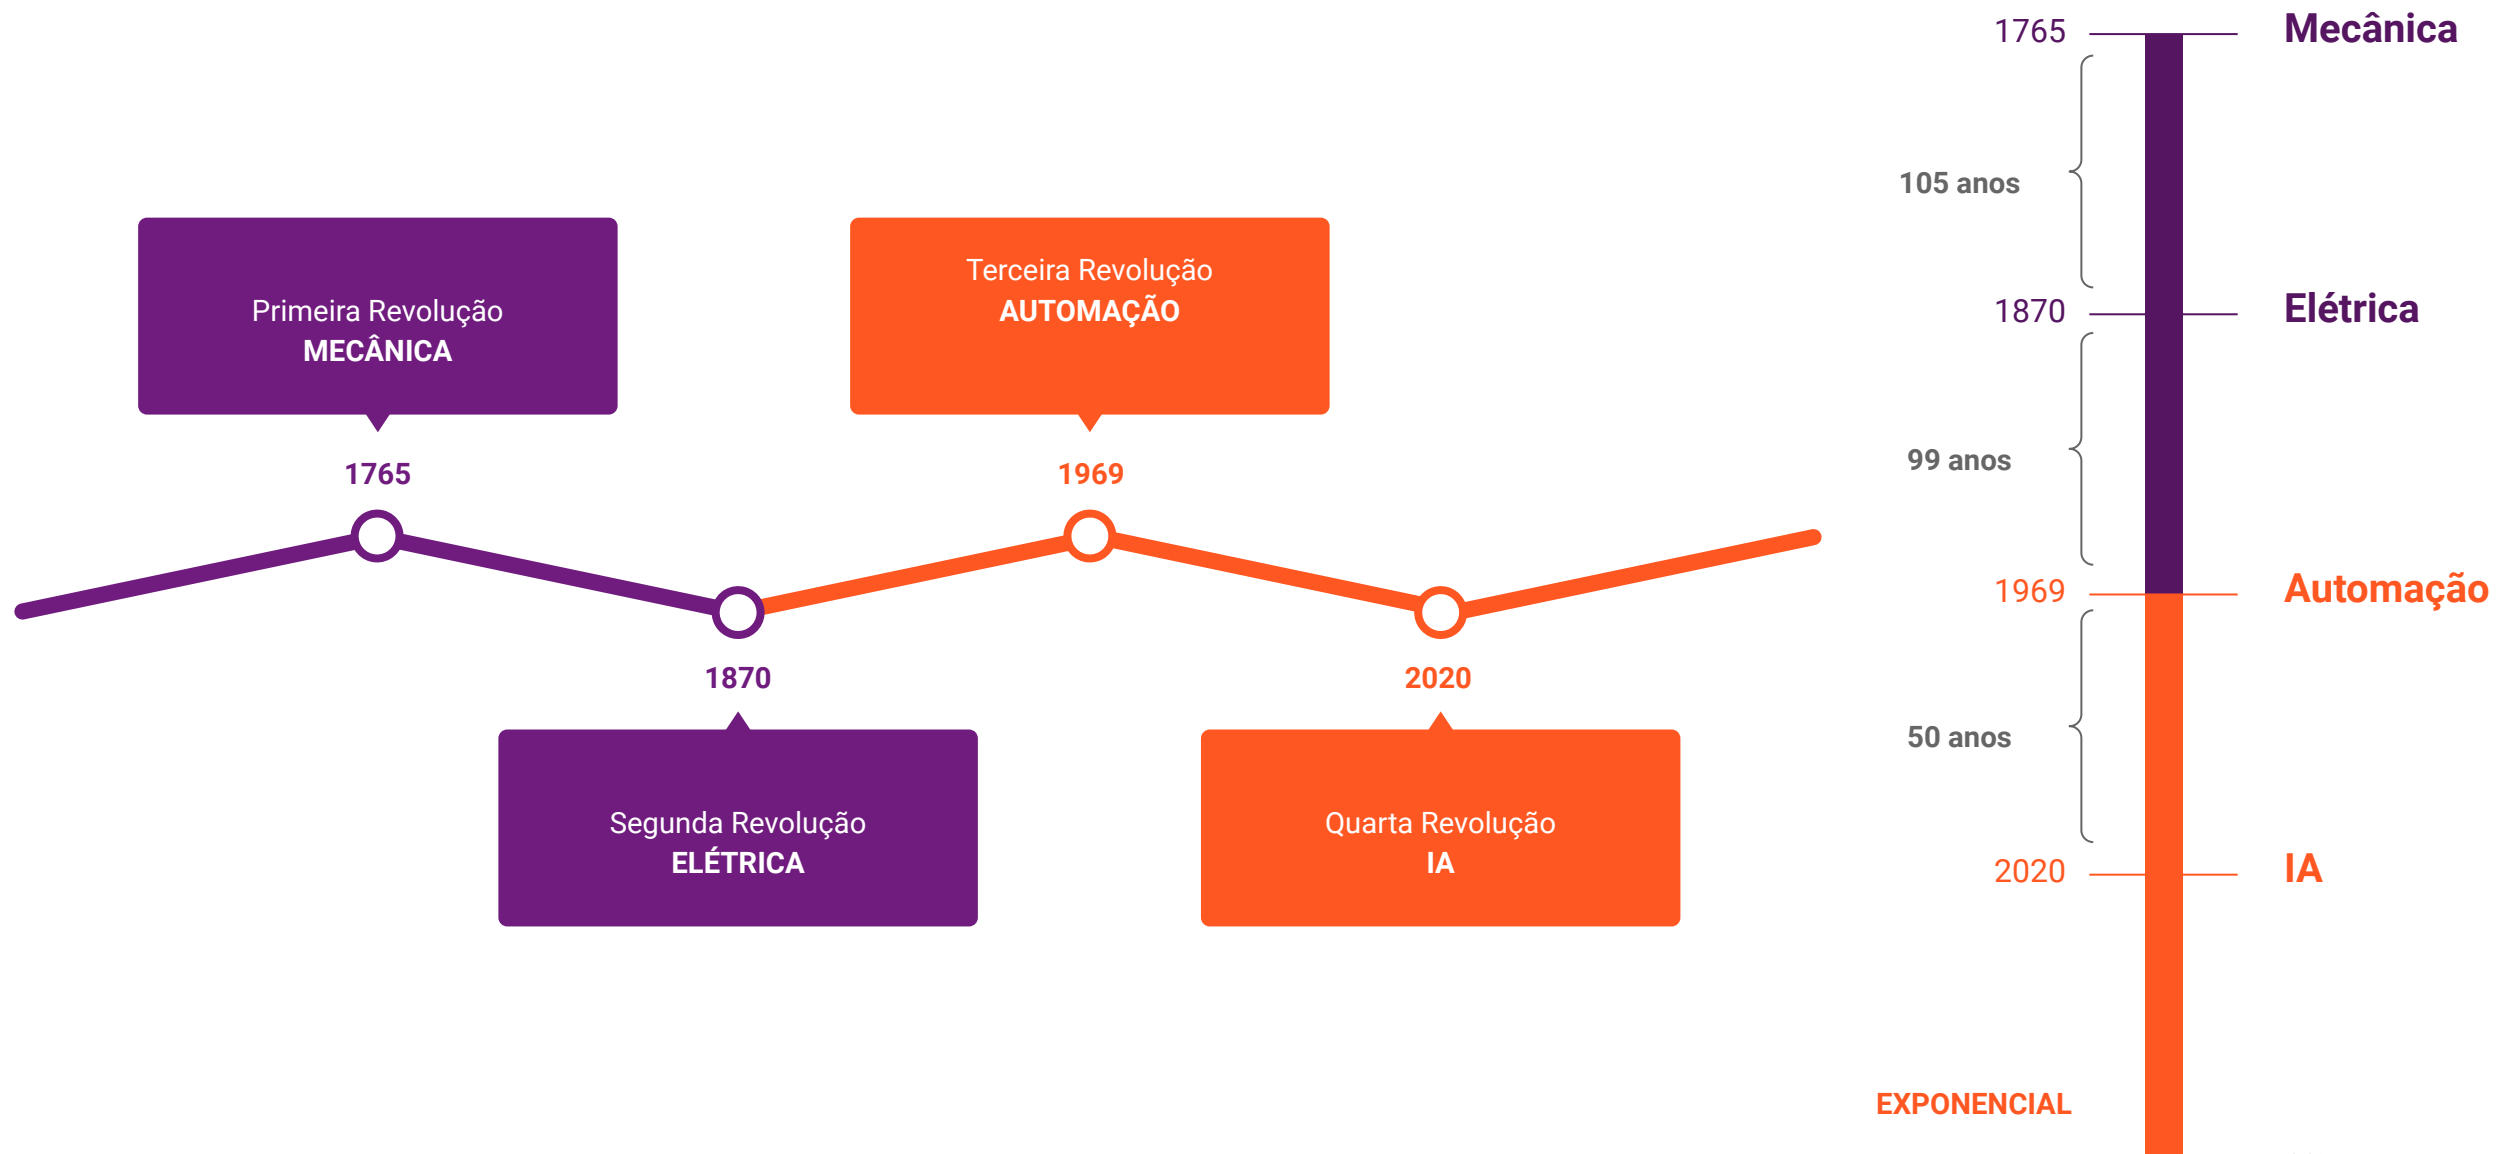 Primeira Revolução
MECÂNICA
1765
1870
Segunda Revolução
ELÉTRICA
Terceira Revolução
AUTOMAÇÃO
1969
2020
Quarta Revolução
IA
1765
Mecânica
105 anos
1870
Elétrica
99 anos
1969
Automação
50 anos
2020
IA
EXPONENCIAL